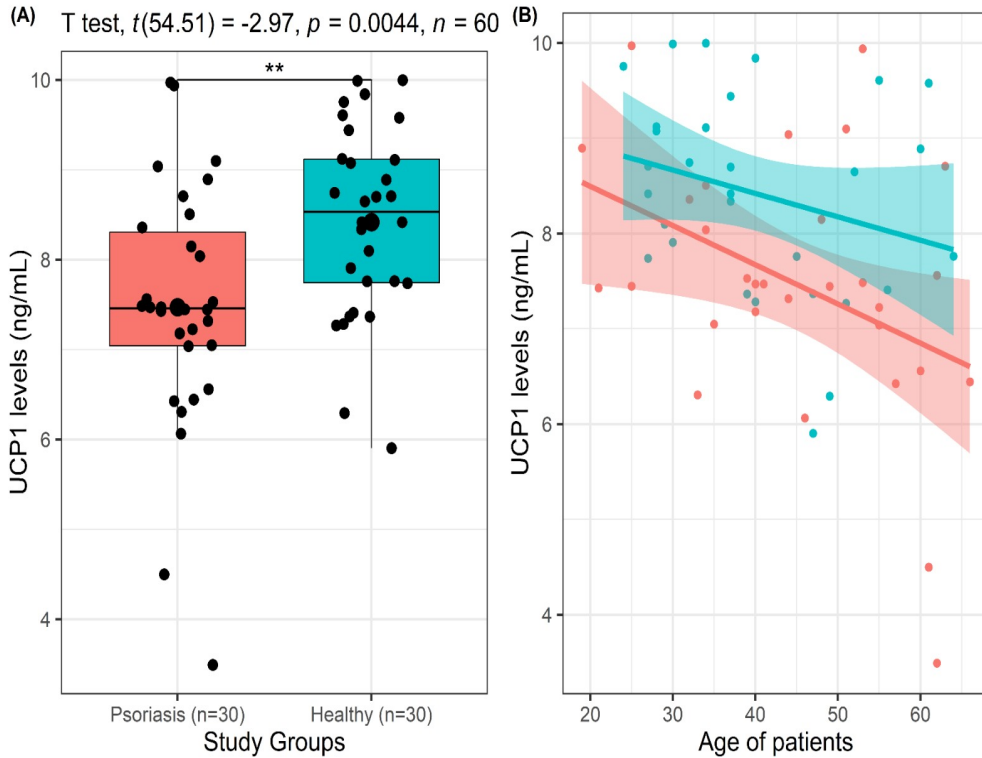 (A)
T test, t(54.51) = -2.97, p = 0.0044, n = 60
**
10
8
6
4
UCP1 levels (ng/mL)
Psoriasis (n=30) Healthy (n=30)
Study Groups
(B)
10
8
6
4
UCP1 levels (ng/mL)
20 30 40 50 60
Age of patients